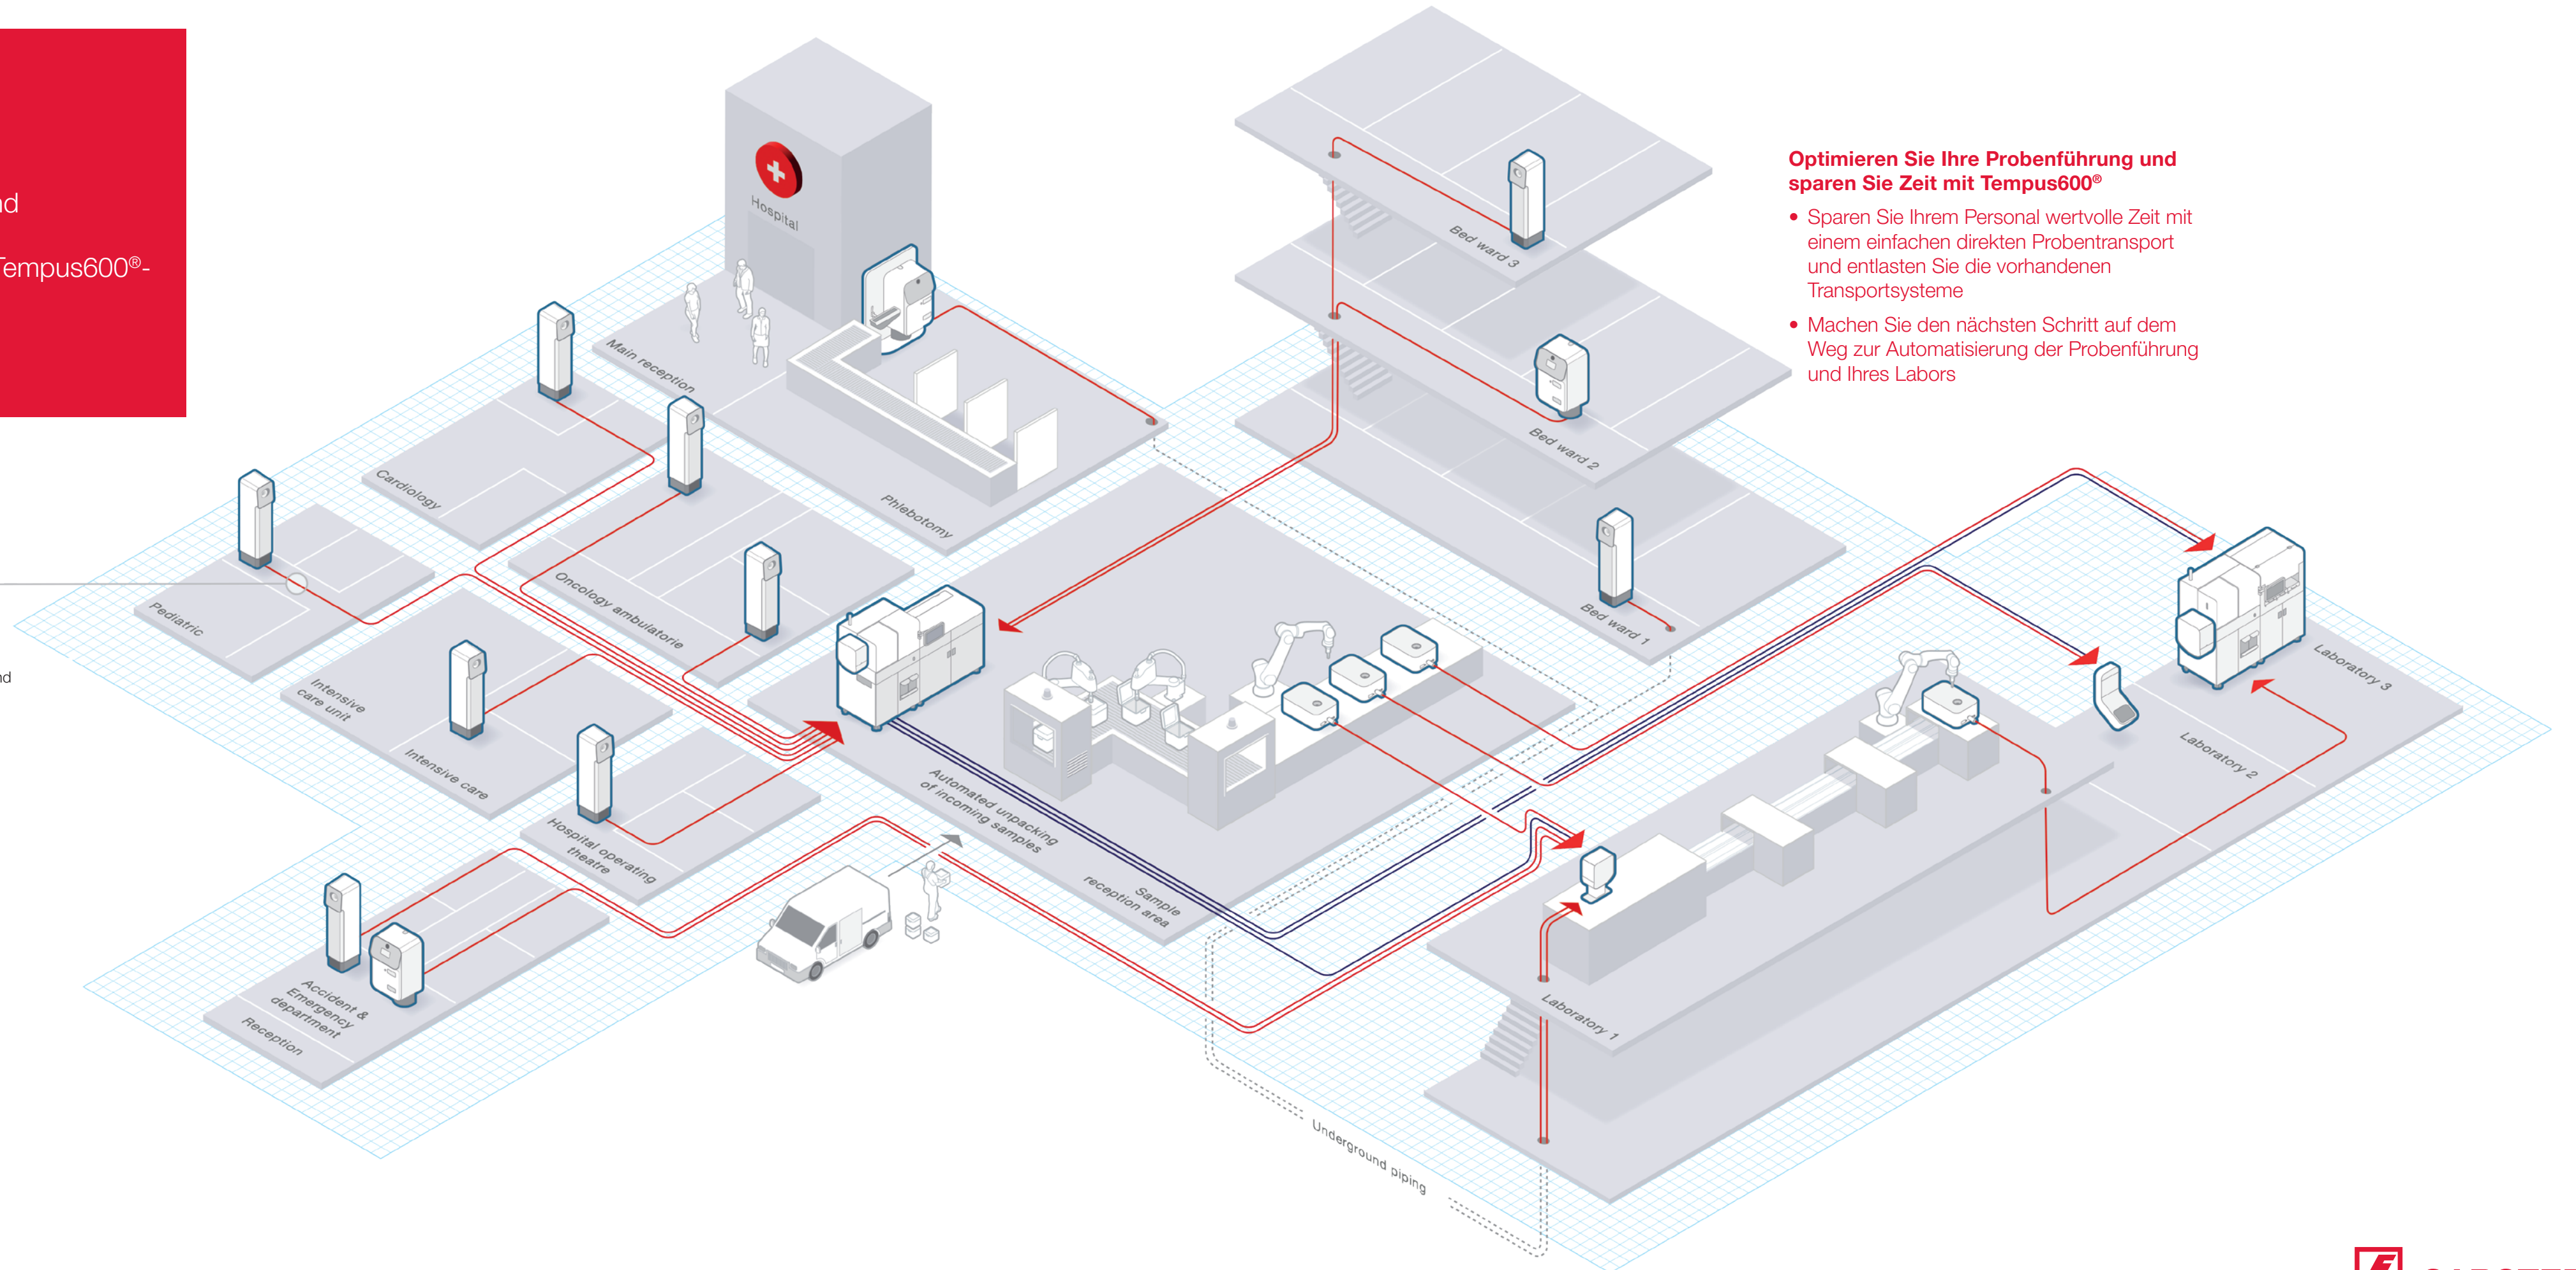 nd
Tempus600®-
nd
Hospital
Main reception
Cardiology
Phlebotomy
Pediatric
Oncology ambulatorie
Intensive
care unit
Intensive care
Hospital operating
theatre
Accident &
Emergency
department
Reception
Automated unpacking
of incoming samples
Sample
reception area
Bed ward 3
Bed ward 2
Bed ward 1
Optimieren Sie Ihre Probenführung und
sparen Sie Zeit mit Tempus600®
• Sparen Sie Ihrem Personal wertvolle Zeit mit
einem einfachen direkten Probentransport
und entlasten Sie die vorhandenen
Transportsysteme
• Machen Sie den nächsten Schritt auf dem
Weg zur Automatisierung der Probenführung
und Ihres Labors
Laboratory 3
Laboratory 2
Laboratory 1
Underground piping